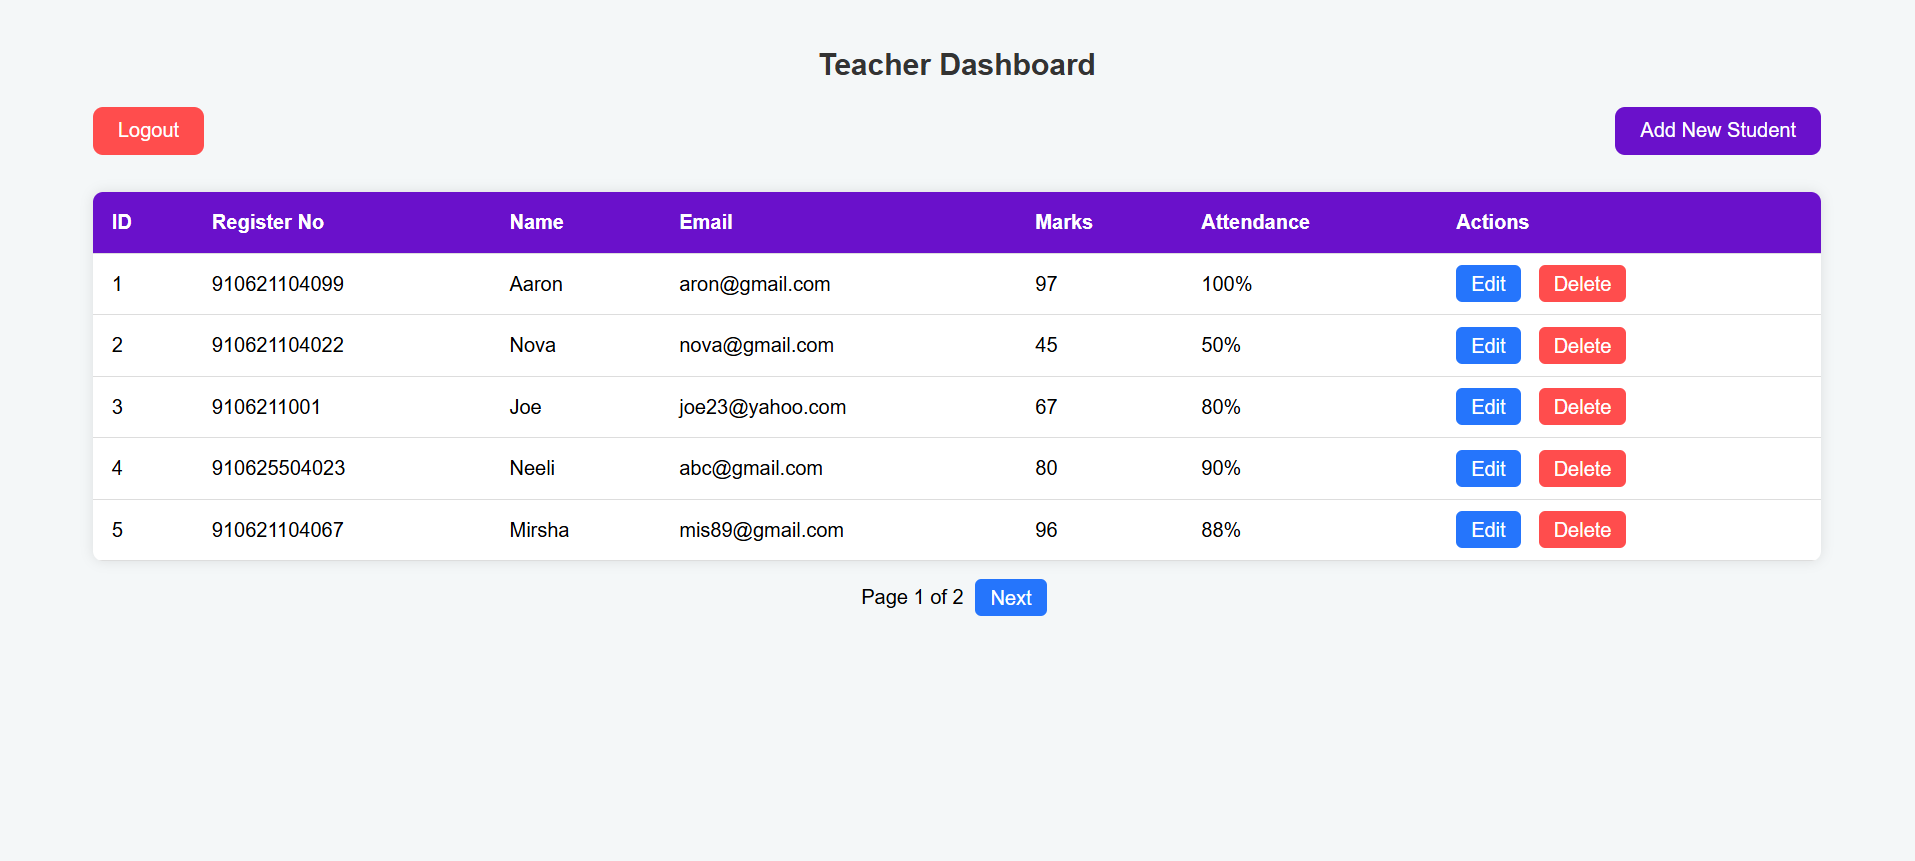 Teacher Dashboard
Logout Add New Student
ID Register No Name Email Marks Attendance Actions
1 910621104099 Aaron aron@gmail.com 97 100% Edit Delete
2 910621104022 Nova nova@gmail.com 45 50% Edit Delete
3 9106211001 Joe joe23@yahoo.com 67 80% Edit Delete
4 910625504023 Neeli abc@gmail.com 80 90% Edit Delete
5 910621104067 Mirsha mis89@gmail.com 96 88% Edit Delete
Page 1 of 2 Next